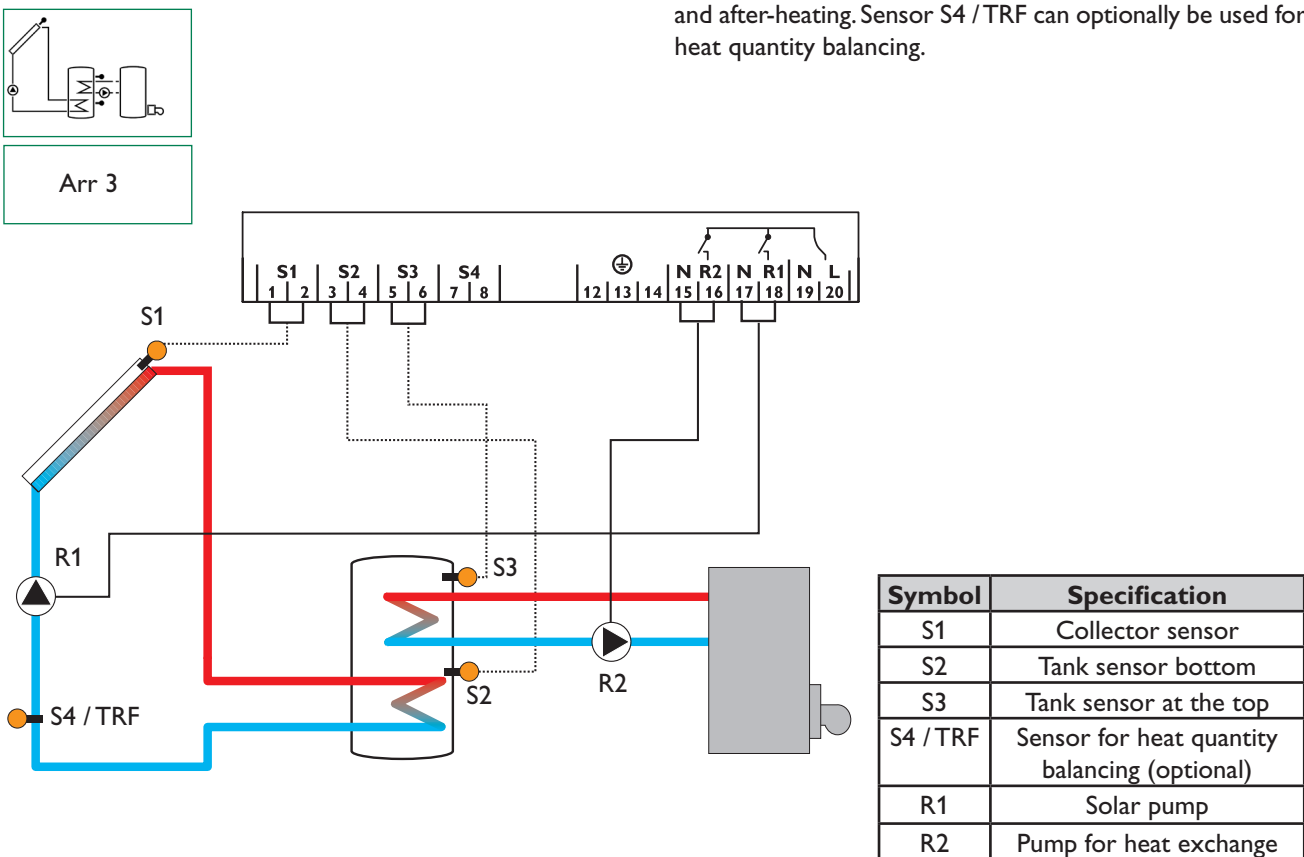 and after-heating. Sensor S4 / TRF can optionally be used for
heat quantity balancing.
Arr 3
S1 S2 S3 S4 N R2 N R1 N L
1 2 3 4 5 6 7 8 12 13 14 15 16 17 18 19 20
S1
R1
S3
S2
R2
S4 / TRF
Symbol Specification
S1 Collector sensor
S2 Tank sensor bottom
S3 Tank sensor at the top
S4 / TRF Sensor for heat quantity
balancing (optional)
R1 Solar pump
R2 Pump for heat exchange